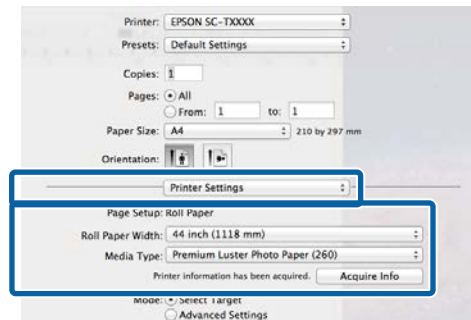 Printer: EPSON SC-TXXXX
Presets: Default Settings
Copies: 1
Pages: All
From: 1 to: 1
Paper Size: A4 210 by 297 mm
Orientation:
Printer Settings
Page Setup: Roll Paper
Roll Paper Width: 44 inch (1118 mm)
Media Type: Premium Luster Photo Paper (260)
Printer information has been acquired. Acquire Info
Mode: Select Target
Advanced Settings